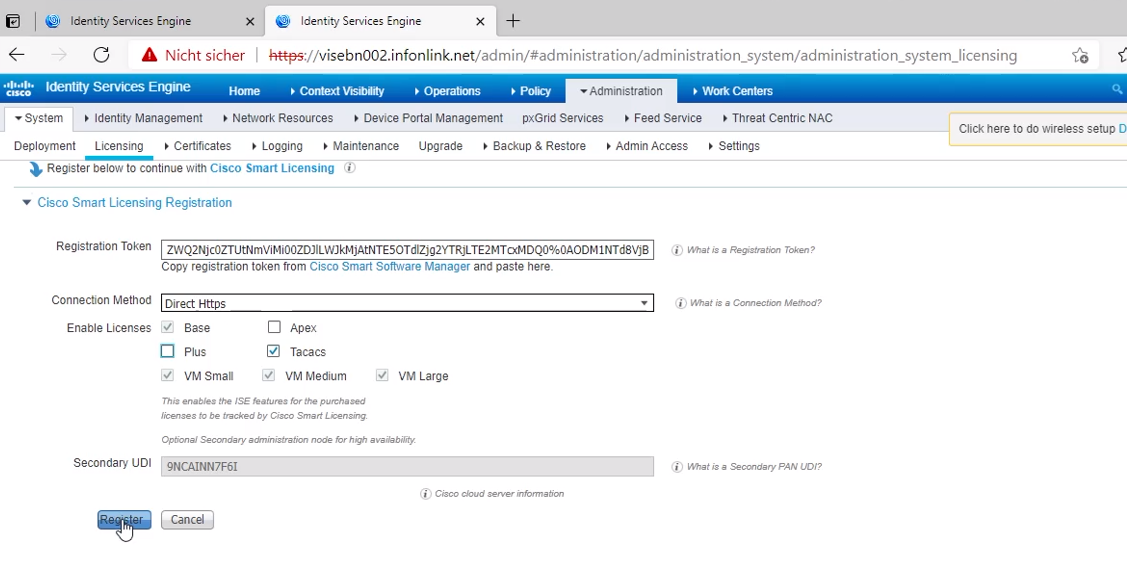 Identity Services Engine
Identity Services Engine
Nicht sicher https://visebn002.infonlink.net/admin/#administration/administration_system/administration_system_licensing
cisco Identity Services Engine Home Context Visibility Operations Policy Administration Work Centers
System Identity Management Network Resources Device Portal Management pxGrid Services Feed Service Threat Centric NAC
Click here to do wireless setup D
Deployment Licensing Certificates Logging Maintenance Upgrade Backup & Restore Admin Access Settings
Register below to continue with Cisco Smart Licensing
Cisco Smart Licensing Registration
Registration Token ZWQ2Njc0ZTUtNmViMi00ZDJlLWJkMjAtNTE5OTdlZjg2YTRjLTE2MTcxMDQ0%0AODM1NTd8VjB What is a Registration Token?
Copy registration token from Cisco Smart Software Manager and paste here.
Connection Method Direct Https What is a Connection Method?
Enable Licenses Base Apex
Plus Tacacs
VM Small VM Medium VM Large
This enables the ISE features for the purchased
licenses to be tracked by Cisco Smart Licensing.
Optional Secondary administration node for high availability.
Secondary UDI 9NCAINN7F6I What is a Secondary PAN UDI?
Cisco cloud server information
Register Cancel